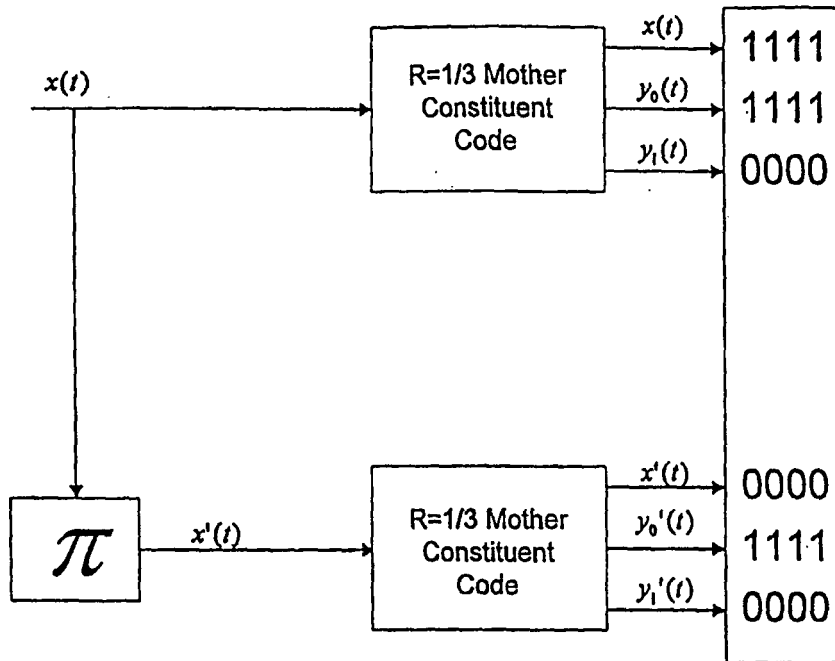 x(t)
R=1/3 Mother
Constituent
Code
x(t)
y₀(t)
y₁(t)
1111
1111
0000
π
x'(t)
R=1/3 Mother
Constituent
Code
x'(t)
y₀'(t)
y₁'(t)
0000
1111
0000